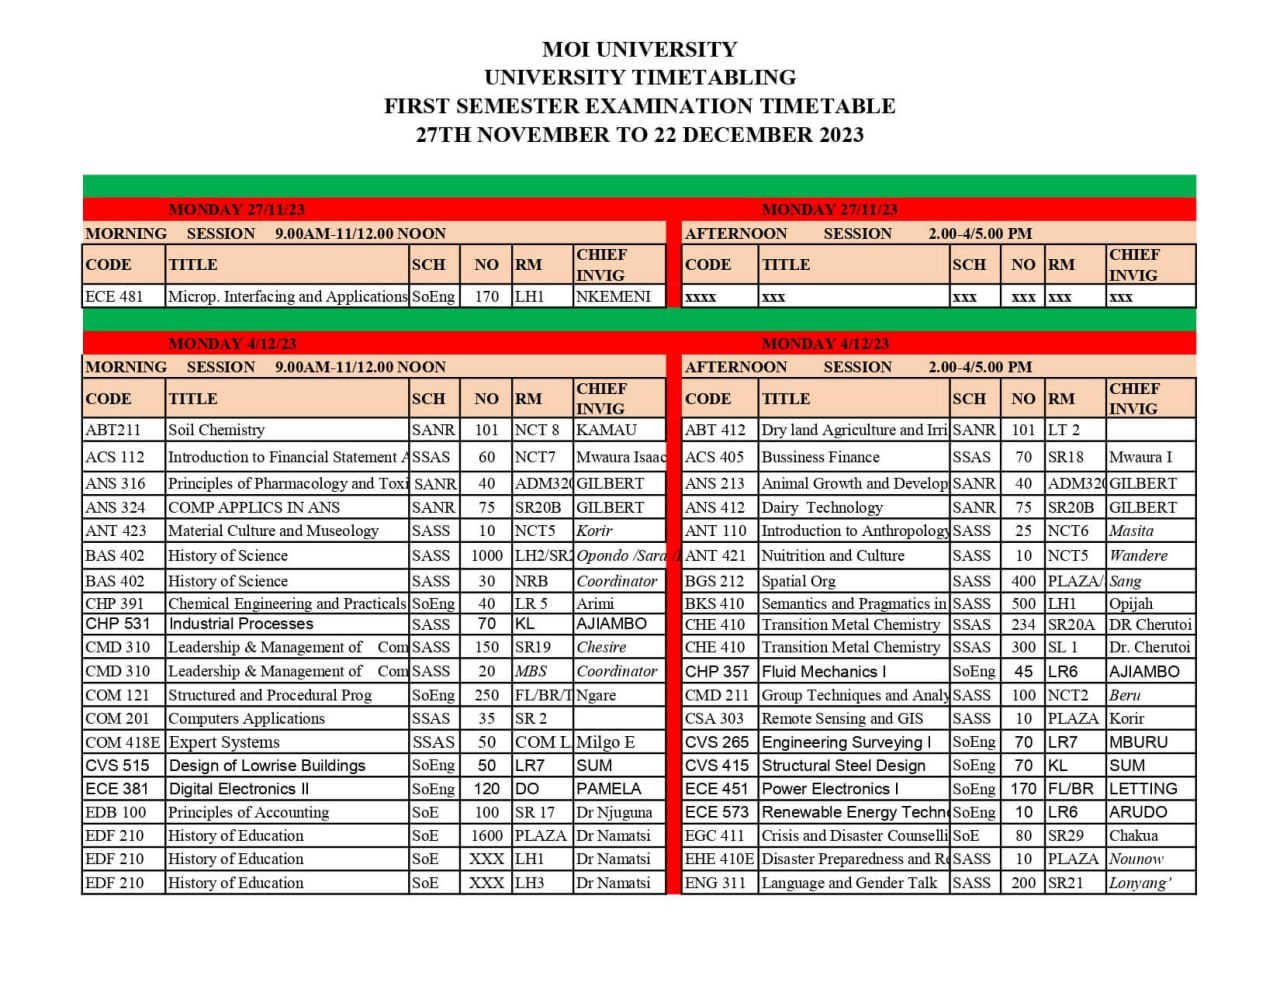 MOI UNIVERSITY
UNIVERSITY TIMETABLING
FIRST SEMESTER EXAMINATION TIMETABLE
27TH NOVEMBER TO 22 DECEMBER 2023
MONDAY 27/11/23 MONDAY 27/11/23
MORNING SESSION 9.00AM-11/12.00 NOON AFTERNOON SESSION 2.00-4/5.00 PM
CODE TITLE SCH NO RM CHIEF INVIG CODE TITLE SCH NO RM CHIEF INVIG
ECE 481 Microp. Interfacing and Applications SoEng 170 LH1 NKEMENI xxxx xxx xxx xxx xxx xxx
MONDAY 4/12/23 MONDAY 4/12/23
MORNING SESSION 9.00AM-11/12.00 NOON AFTERNOON SESSION 2.00-4/5.00 PM
CODE TITLE SCH NO RM CHIEF INVIG CODE TITLE SCH NO RM CHIEF INVIG
ABT211 Soil Chemistry SANR 101 NCT 8 KAMAU ABT 412 Dry land Agriculture and Irri SANR 101 LT 2
ACS 112 Introduction to Financial Statement A SSAS 60 NCT7 Mwaura Isaac ACS 405 Bussiness Finance SSAS 70 SR18 Mwaura I
ANS 316 Principles of Pharmacology and Toxi SANR 40 ADM320 GILBERT ANS 213 Animal Growth and Develop SANR 40 ADM320 GILBERT
ANS 324 COMP APPLICS IN ANS SANR 75 SR20B GILBERT ANS 412 Dairy Technology SANR 75 SR20B GILBERT
ANT 423 Material Culture and Museology SASS 10 NCT5 Korir ANT 110 Introduction to Anthropology SASS 25 NCT6 Masita
BAS 402 History of Science SASS 1000 LH2/SR2 Opondo /Sara / ANT 421 Nuitrition and Culture SASS 10 NCT5 Wandere
BAS 402 History of Science SASS 30 NRB Coordinator BGS 212 Spatial Org SASS 400 PLAZA/ Sang
CHP 391 Chemical Engineering and Practicals SoEng 40 LR 5 Arimi BKS 410 Semantics and Pragmatics in SASS 500 LH1 Opijah
CHP 531 Industrial Processes SASS 70 KL AJIAMBO CHE 410 Transition Metal Chemistry SSAS 234 SR20A DR Cherutoi
CMD 310 Leadership & Management of Com SASS 150 SR19 Chesire CHE 410 Transition Metal Chemistry SSAS 300 SL 1 Dr. Cherutoi
CMD 310 Leadership & Management of Com SASS 20 MBS Coordinator CHP 357 Fluid Mechanics I SoEng 45 LR6 AJIAMBO
COM 121 Structured and Procedural Prog SoEng 250 FL/BR/T Ngare CMD 211 Group Techniques and Analy SASS 100 NCT2 Beru
COM 201 Computers Applications SSAS 35 SR 2 CSA 303 Remote Sensing and GIS SASS 10 PLAZA Korir
COM 418E Expert Systems SSAS 50 COM L Milgo E CVS 265 Engineering Surveying I SoEng 70 LR7 MBURU
CVS 515 Design of Lowrise Buildings SoEng 50 LR7 SUM CVS 415 Structural Steel Design SoEng 70 KL SUM
ECE 381 Digital Electronics II SoEng 120 DO PAMELA ECE 451 Power Electronics I SoEng 170 FL/BR LETTING
EDB 100 Principles of Accounting SoE 100 SR 17 Dr Njuguna ECE 573 Renewable Energy Techn SoEng 10 LR6 ARUDO
EDF 210 History of Education SoE 1600 PLAZA Dr Namatsi EGC 411 Crisis and Disaster Counselli SoE 80 SR29 Chakua
EDF 210 History of Education SoE XXX LH1 Dr Namatsi EHE 410E Disaster Preparedness and Re SASS 10 PLAZA Nounow
EDF 210 History of Education SoE XXX LH3 Dr Namatsi ENG 311 Language and Gender Talk SASS 200 SR21 Lonyang’